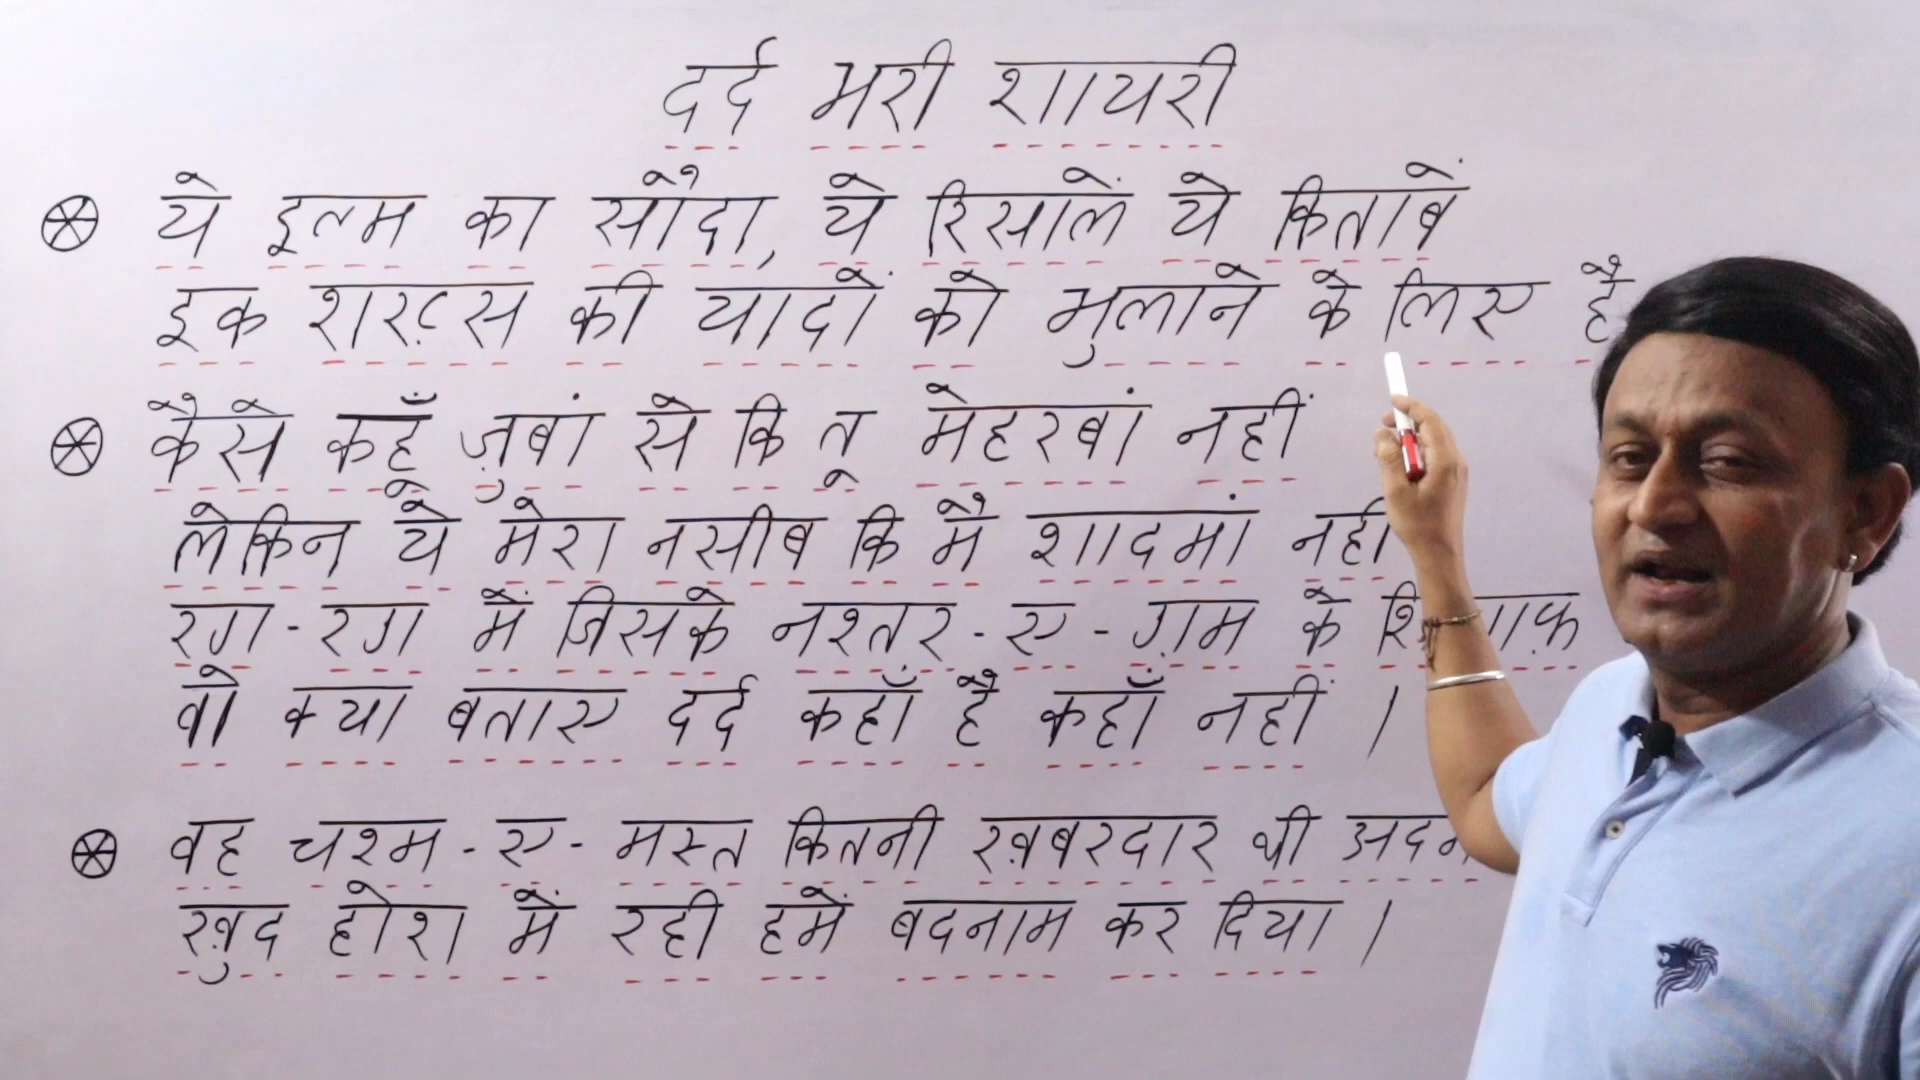 दर्द भरी शायरी
ये इल्म का सौदा, ये रिसालें ये किताबें
इक शख़्स की यादों को भुलाने के लिए है
कैसे कहूँ ज़ुबां से कि तू मेहरबां नहीं
लेकिन ये मेरा नसीब कि मैं शादमां नहीं
रग - रग में जिसके नश्तर - ए - ग़म के
वो क्या बताए दर्द कहाँ है कहाँ नहीं ।
वह चश्म - ए - मस्त कितनी ख़बरदार थी
ख़ुद होश में रही हमें बदनाम कर दिया ।